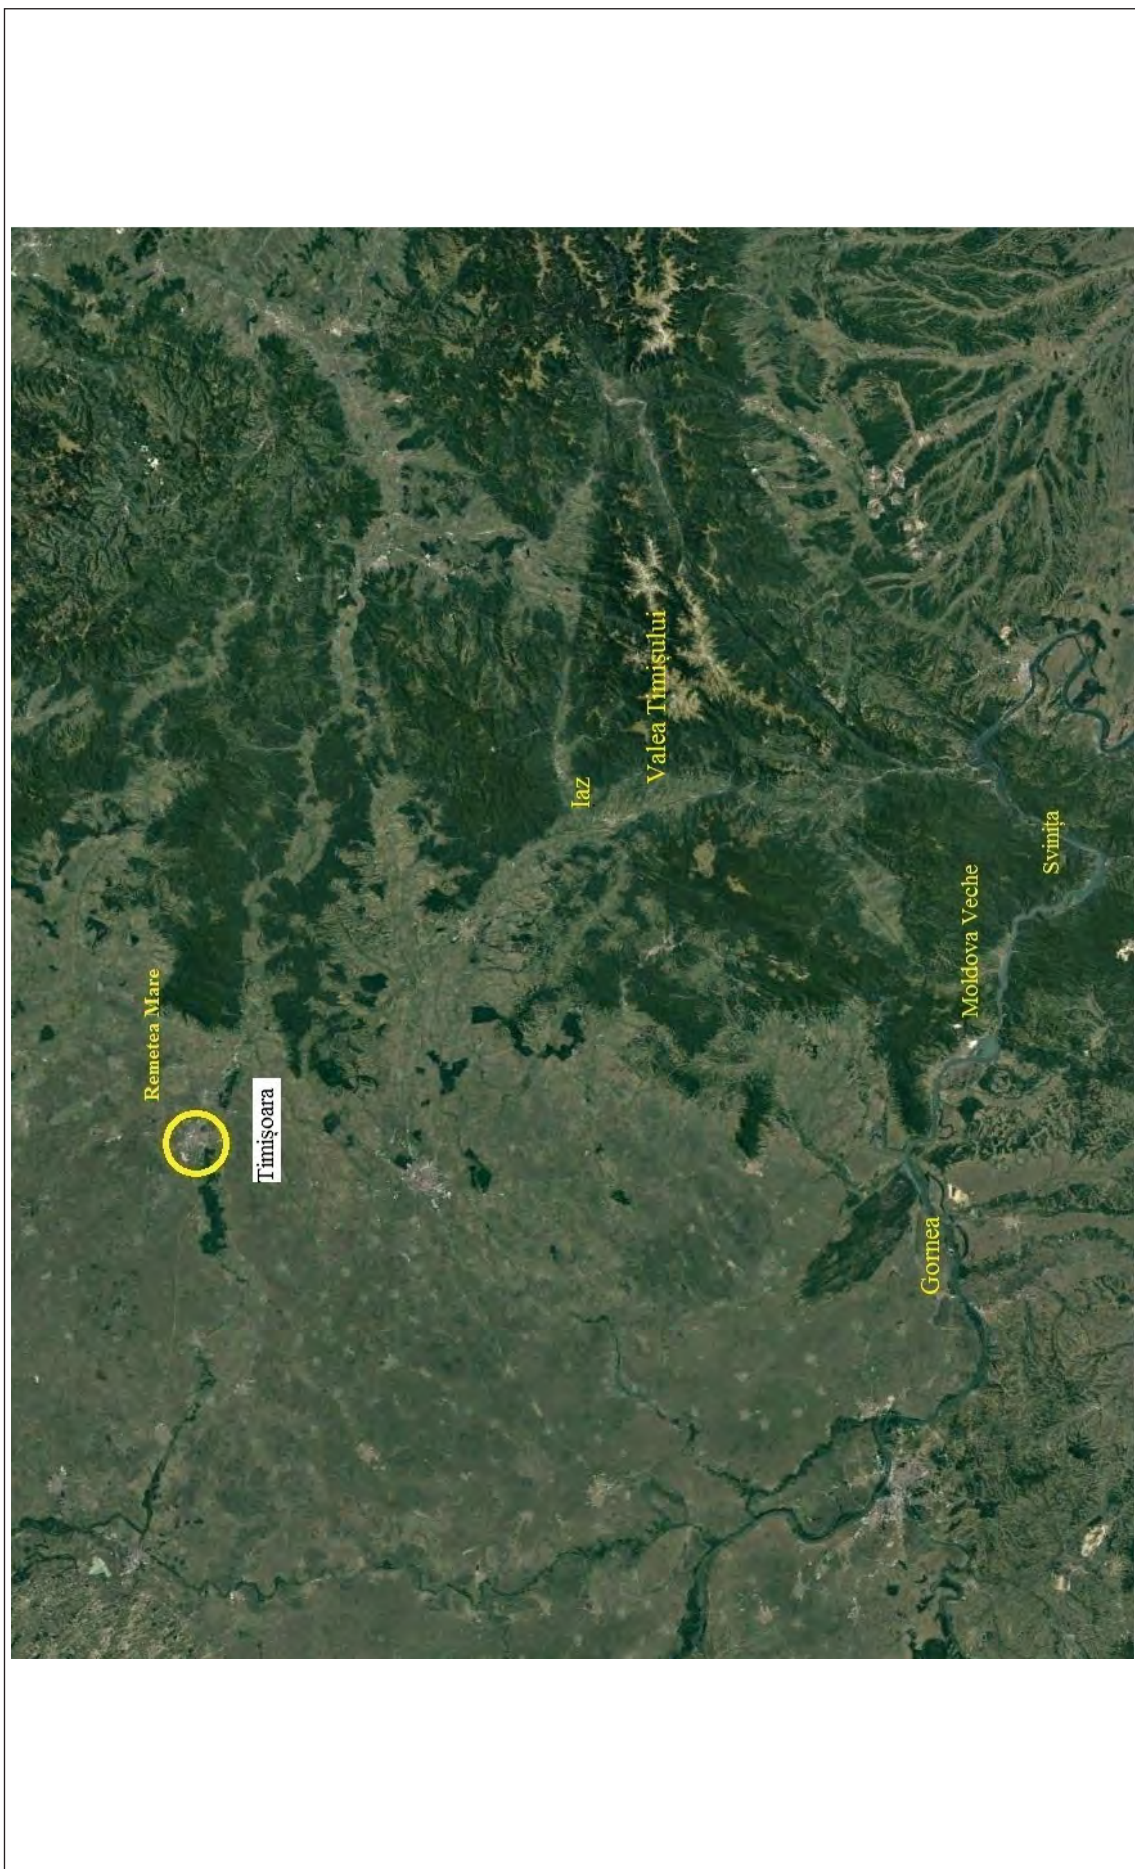 Remetea Mare
Timișoara
Iaz
Valea Timișului
Gornea
Moldova Veche
Svinița